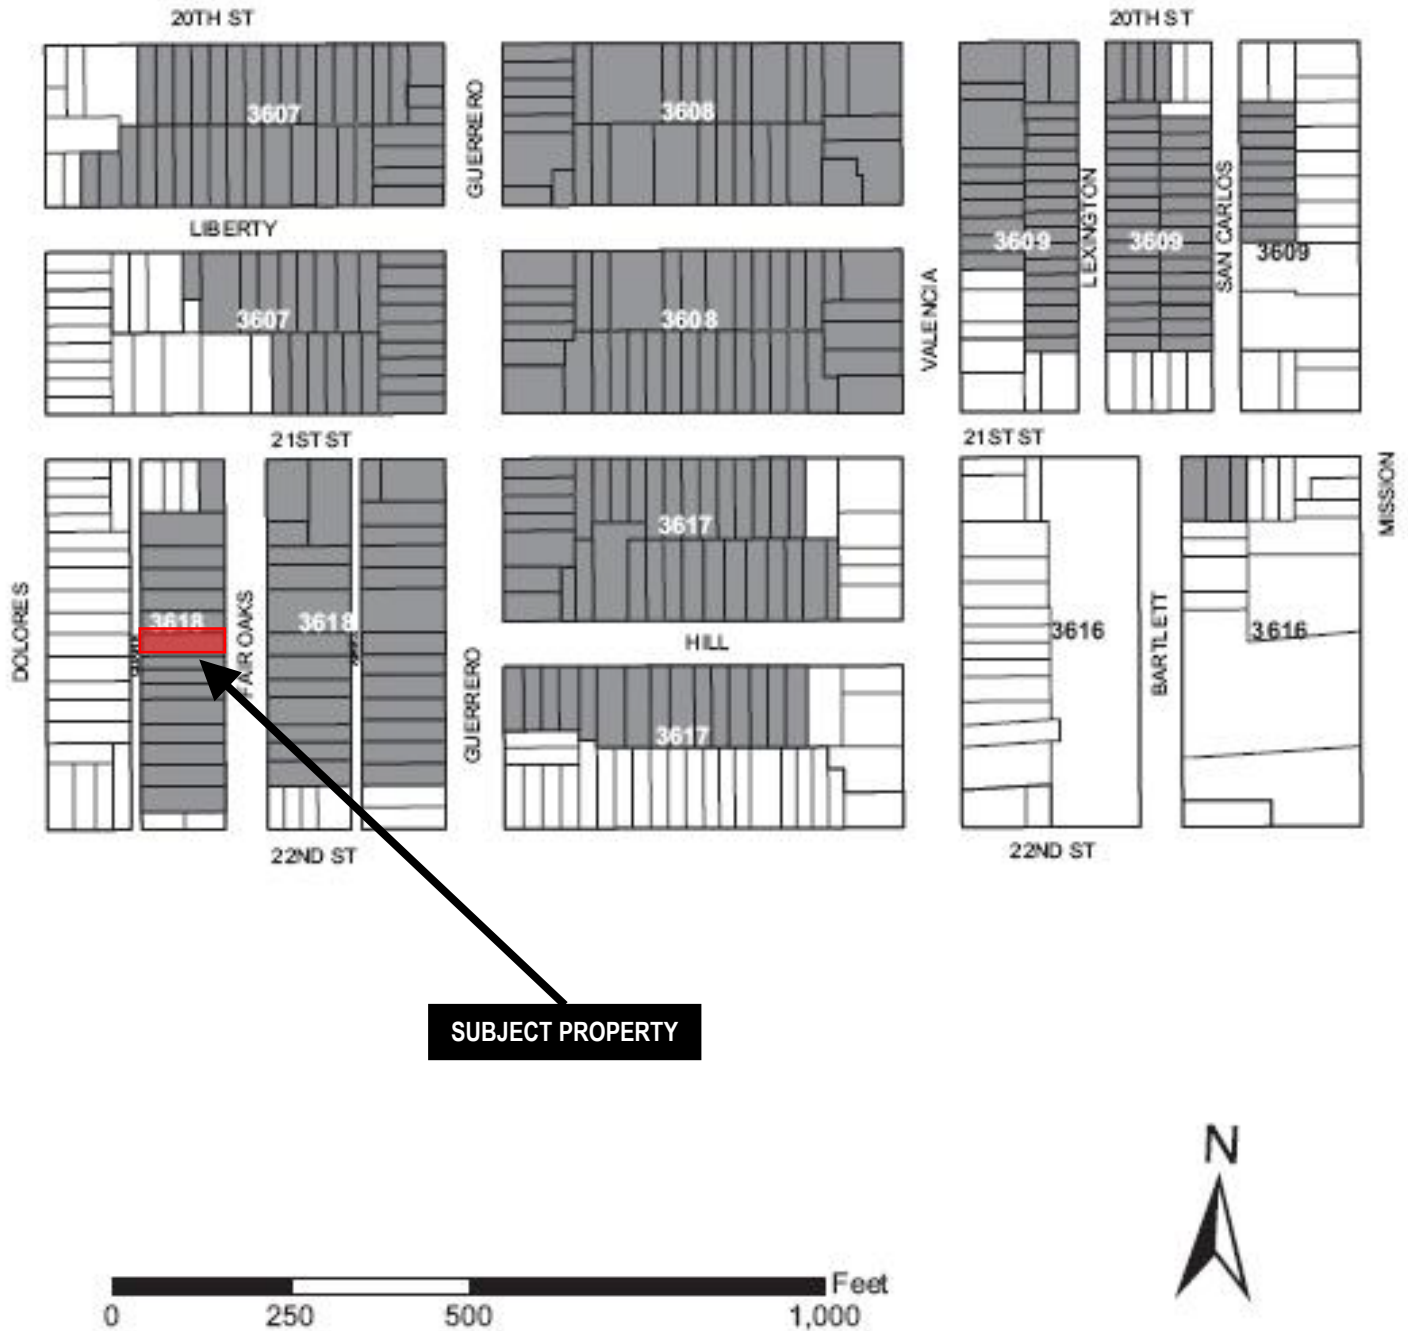 20TH ST
20TH ST
3607
3608
GUERRERO
LEXINGTON
SAN CARLOS
LIBERTY
3609
3609
3609
3607
3608
VALENCIA
21ST ST
21ST ST
MISSION
3617
DOLORES
3618
FAIR OAKS
3618
HILL
3616
BARTLETT
3616
GUERRERO
3617
22ND ST
22ND ST
SUBJECT PROPERTY
N
Feet
0 250 500 1,000